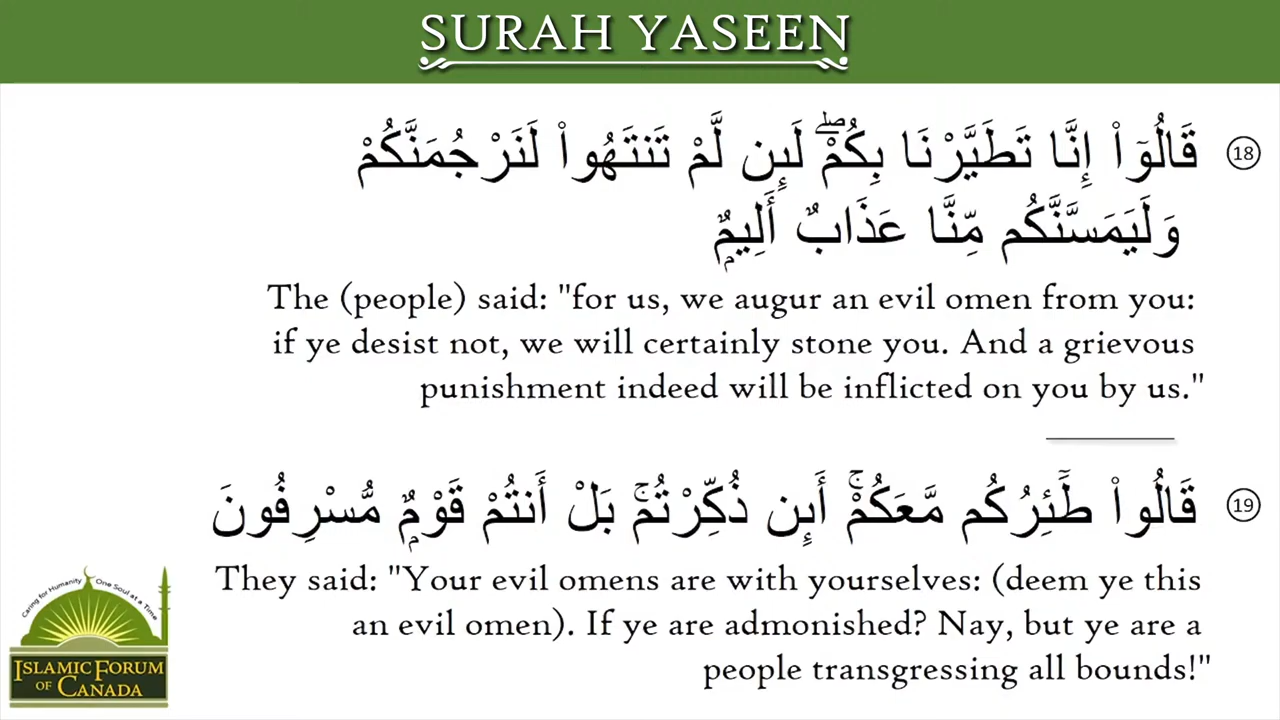 SURAH YASEEN
قَالُوٓا۟ إِنَّا تَطَيَّرْنَا بِكُمْ ۖ لَئِن لَّمْ تَنتَهُوا۟ لَنَرْجُمَنَّكُمْ
18
وَلَيَمَسَّنَّكُم مِّنَّا عَذَابٌ أَلِيمٌۭ
The (people) said: "for us, we augur an evil omen from you:
if ye desist not, we will certainly stone you. And a grievous
punishment indeed will be inflicted on you by us."
قَالُوا۟ طَٰٓئِرُكُم مَّعَكُمْ ۚ أَئِن ذُكِّرْتُم ۚ بَلْ أَنتُمْ قَوْمٌۭ مُّسْرِفُونَ
19
They said: "Your evil omens are with yourselves: (deem ye this
an evil omen). If ye are admonished? Nay, but ye are a
people transgressing all bounds!"
Caring for Humanity One Soul at a Time
ISLAMIC FORUM
OF CANADA